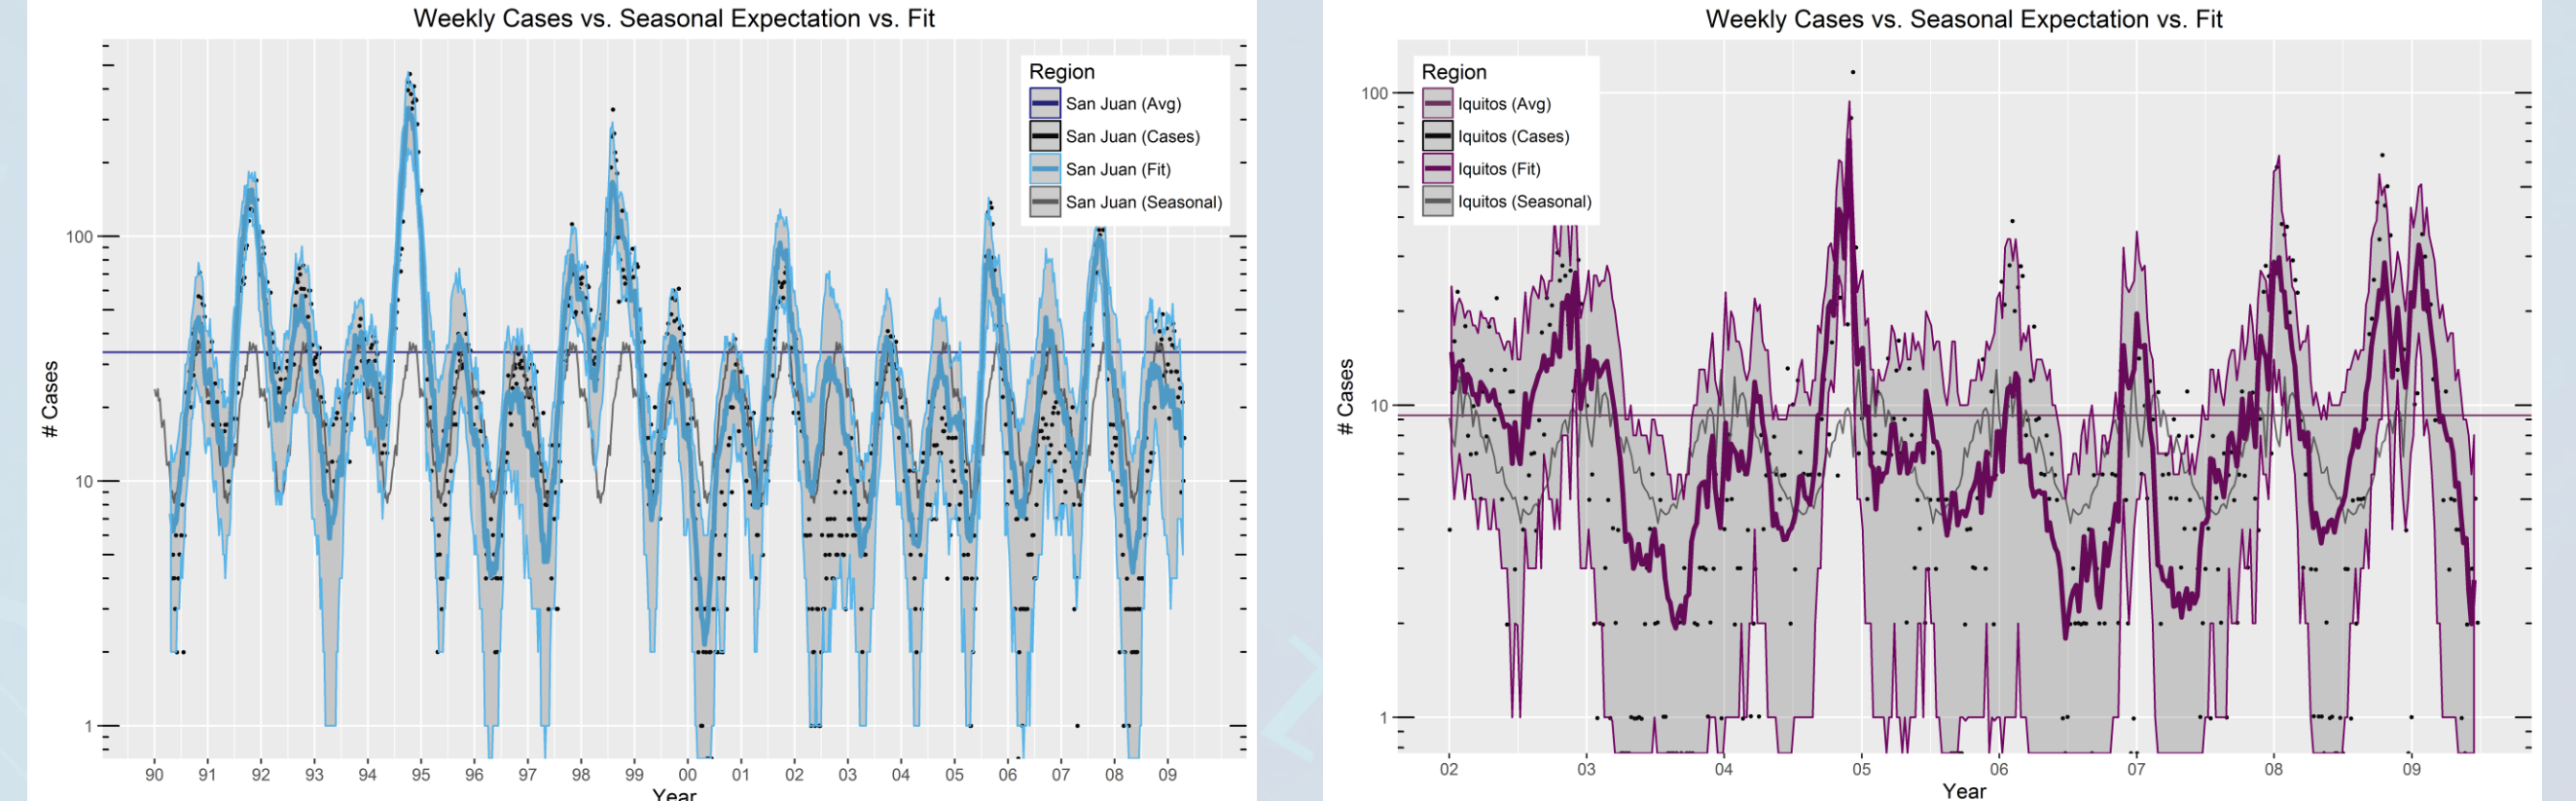 Weekly Cases vs. Seasonal Expectation vs. Fit
Region
San Juan (Avg)
San Juan (Cases)
San Juan (Fit)
San Juan (Seasonal)
# Cases
100
10
1
90 91 92 93 94 95 96 97 98 99 00 01 02 03 04 05 06 07 08 09
Year
Weekly Cases vs. Seasonal Expectation vs. Fit
Region
Iquitos (Avg)
Iquitos (Cases)
Iquitos (Fit)
Iquitos (Seasonal)
# Cases
100
10
1
02 03 04 05 06 07 08 09
Year